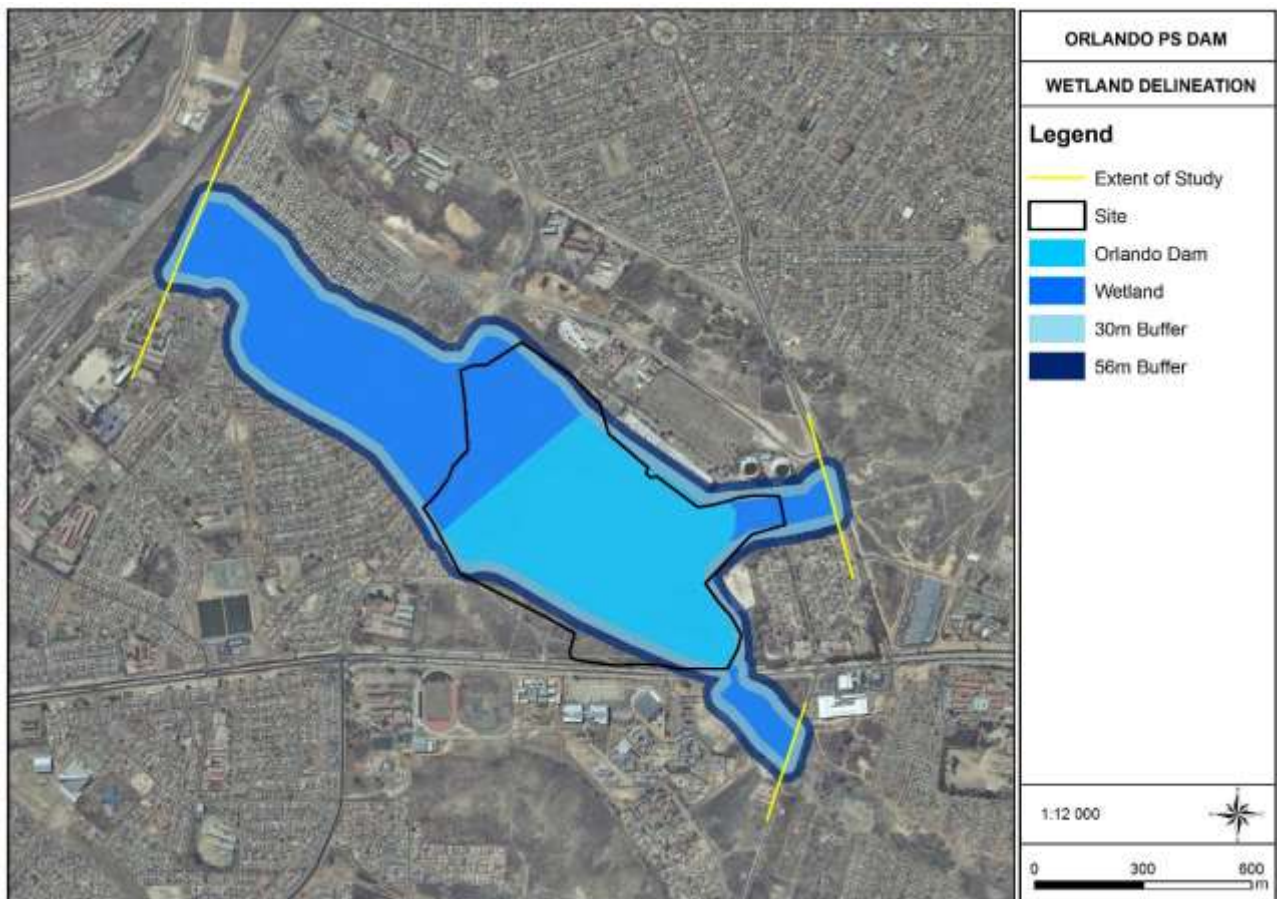 ORLANDO PS DAM
WETLAND DELINEATION
Legend
Extent of Study
Site
Orlando Dam
Wetland
30m Buffer
56m Buffer
1:12 000
0 300 600
m